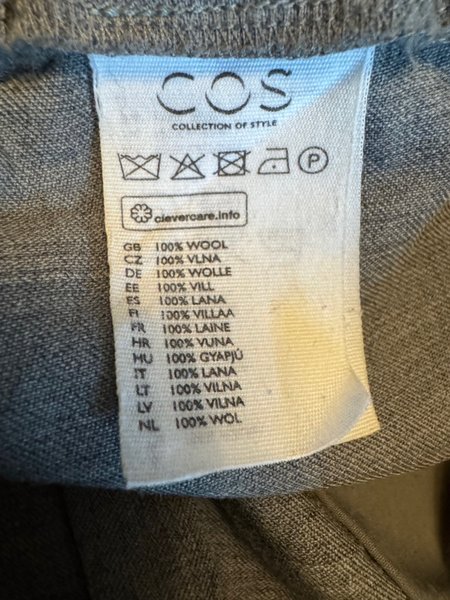 COS
COLLECTION OF STYLE
P
clevercare.info
GB 100% WOOL
CZ 100% VLNA
DE 100% WOLLE
EE 100% VILL
ES 100% LANA
FI 100% VILLAA
FR 100% LAINE
HR 100% VUNA
HU 100% GYAPJÚ
IT 100% LANA
LT 100% VILNA
LV 100% VILNA
NL 100% WOL